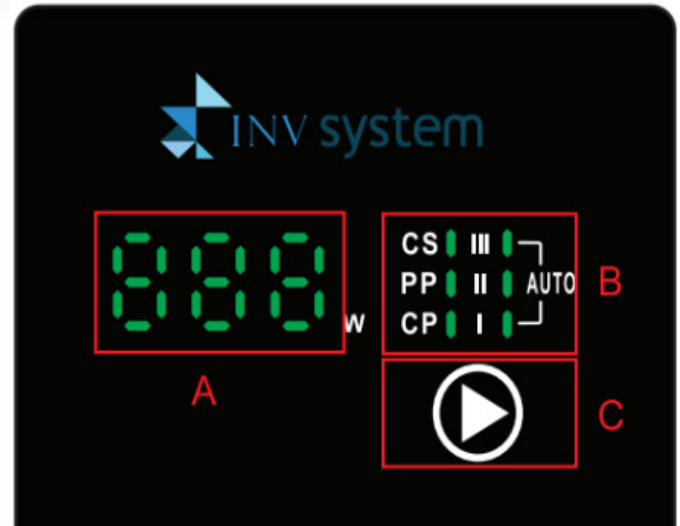 INV system
888
W
A
CS III
PP II AUTO
CP I
B
C